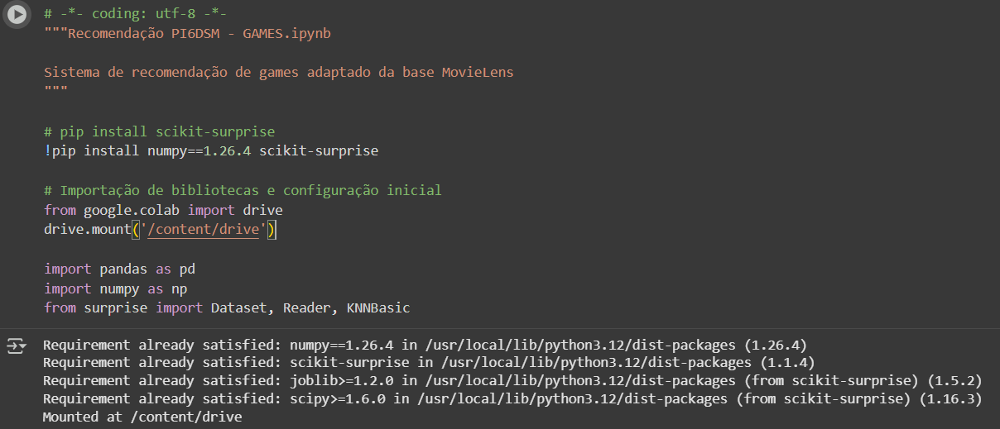 # -*- coding: utf-8 -*-
"""Recomendação PI6DSM - GAMES.ipynb
Sistema de recomendação de games adaptado da base MovieLens
"""
# pip install scikit-surprise
!pip install numpy==1.26.4 scikit-surprise
# Importação de bibliotecas e configuração inicial
from google.colab import drive
drive.mount('/content/drive')
import pandas as pd
import numpy as np
from surprise import Dataset, Reader, KNNBasic
Requirement already satisfied: numpy==1.26.4 in /usr/local/lib/python3.12/dist-packages (1.26.4)
Requirement already satisfied: scikit-surprise in /usr/local/lib/python3.12/dist-packages (1.1.4)
Requirement already satisfied: joblib>=1.2.0 in /usr/local/lib/python3.12/dist-packages (from scikit-surprise) (1.5.2)
Requirement already satisfied: scipy>=1.6.0 in /usr/local/lib/python3.12/dist-packages (from scikit-surprise) (1.16.3)
Mounted at /content/drive